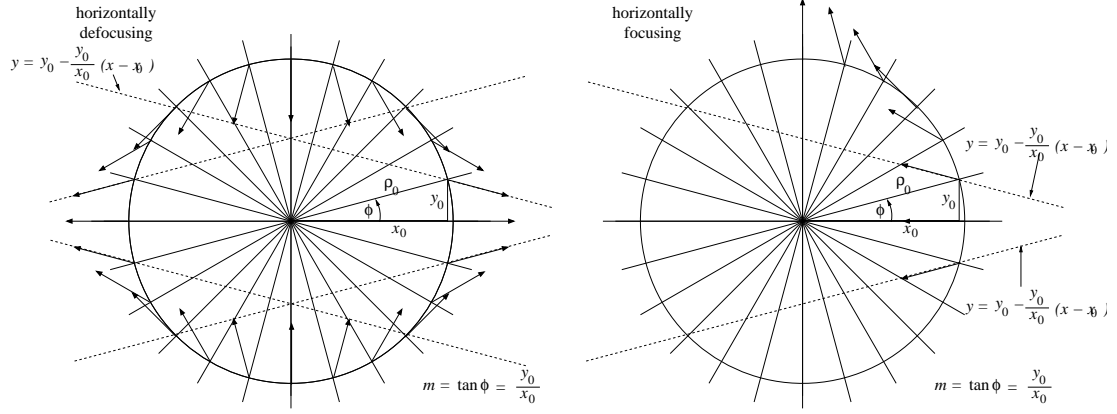 horizontally
defocusing
y = y0 − y0/x0 (x − x0 )
ρ0
ϕ
y0
x0
m = tan ϕ = y0/x0
horizontally
focusing
y = y0 − y0/x0 (x − x0 )
ρ0
ϕ
y0
x0
y = y0 − y0/x0 (x − x0 )
m = tan ϕ = y0/x0